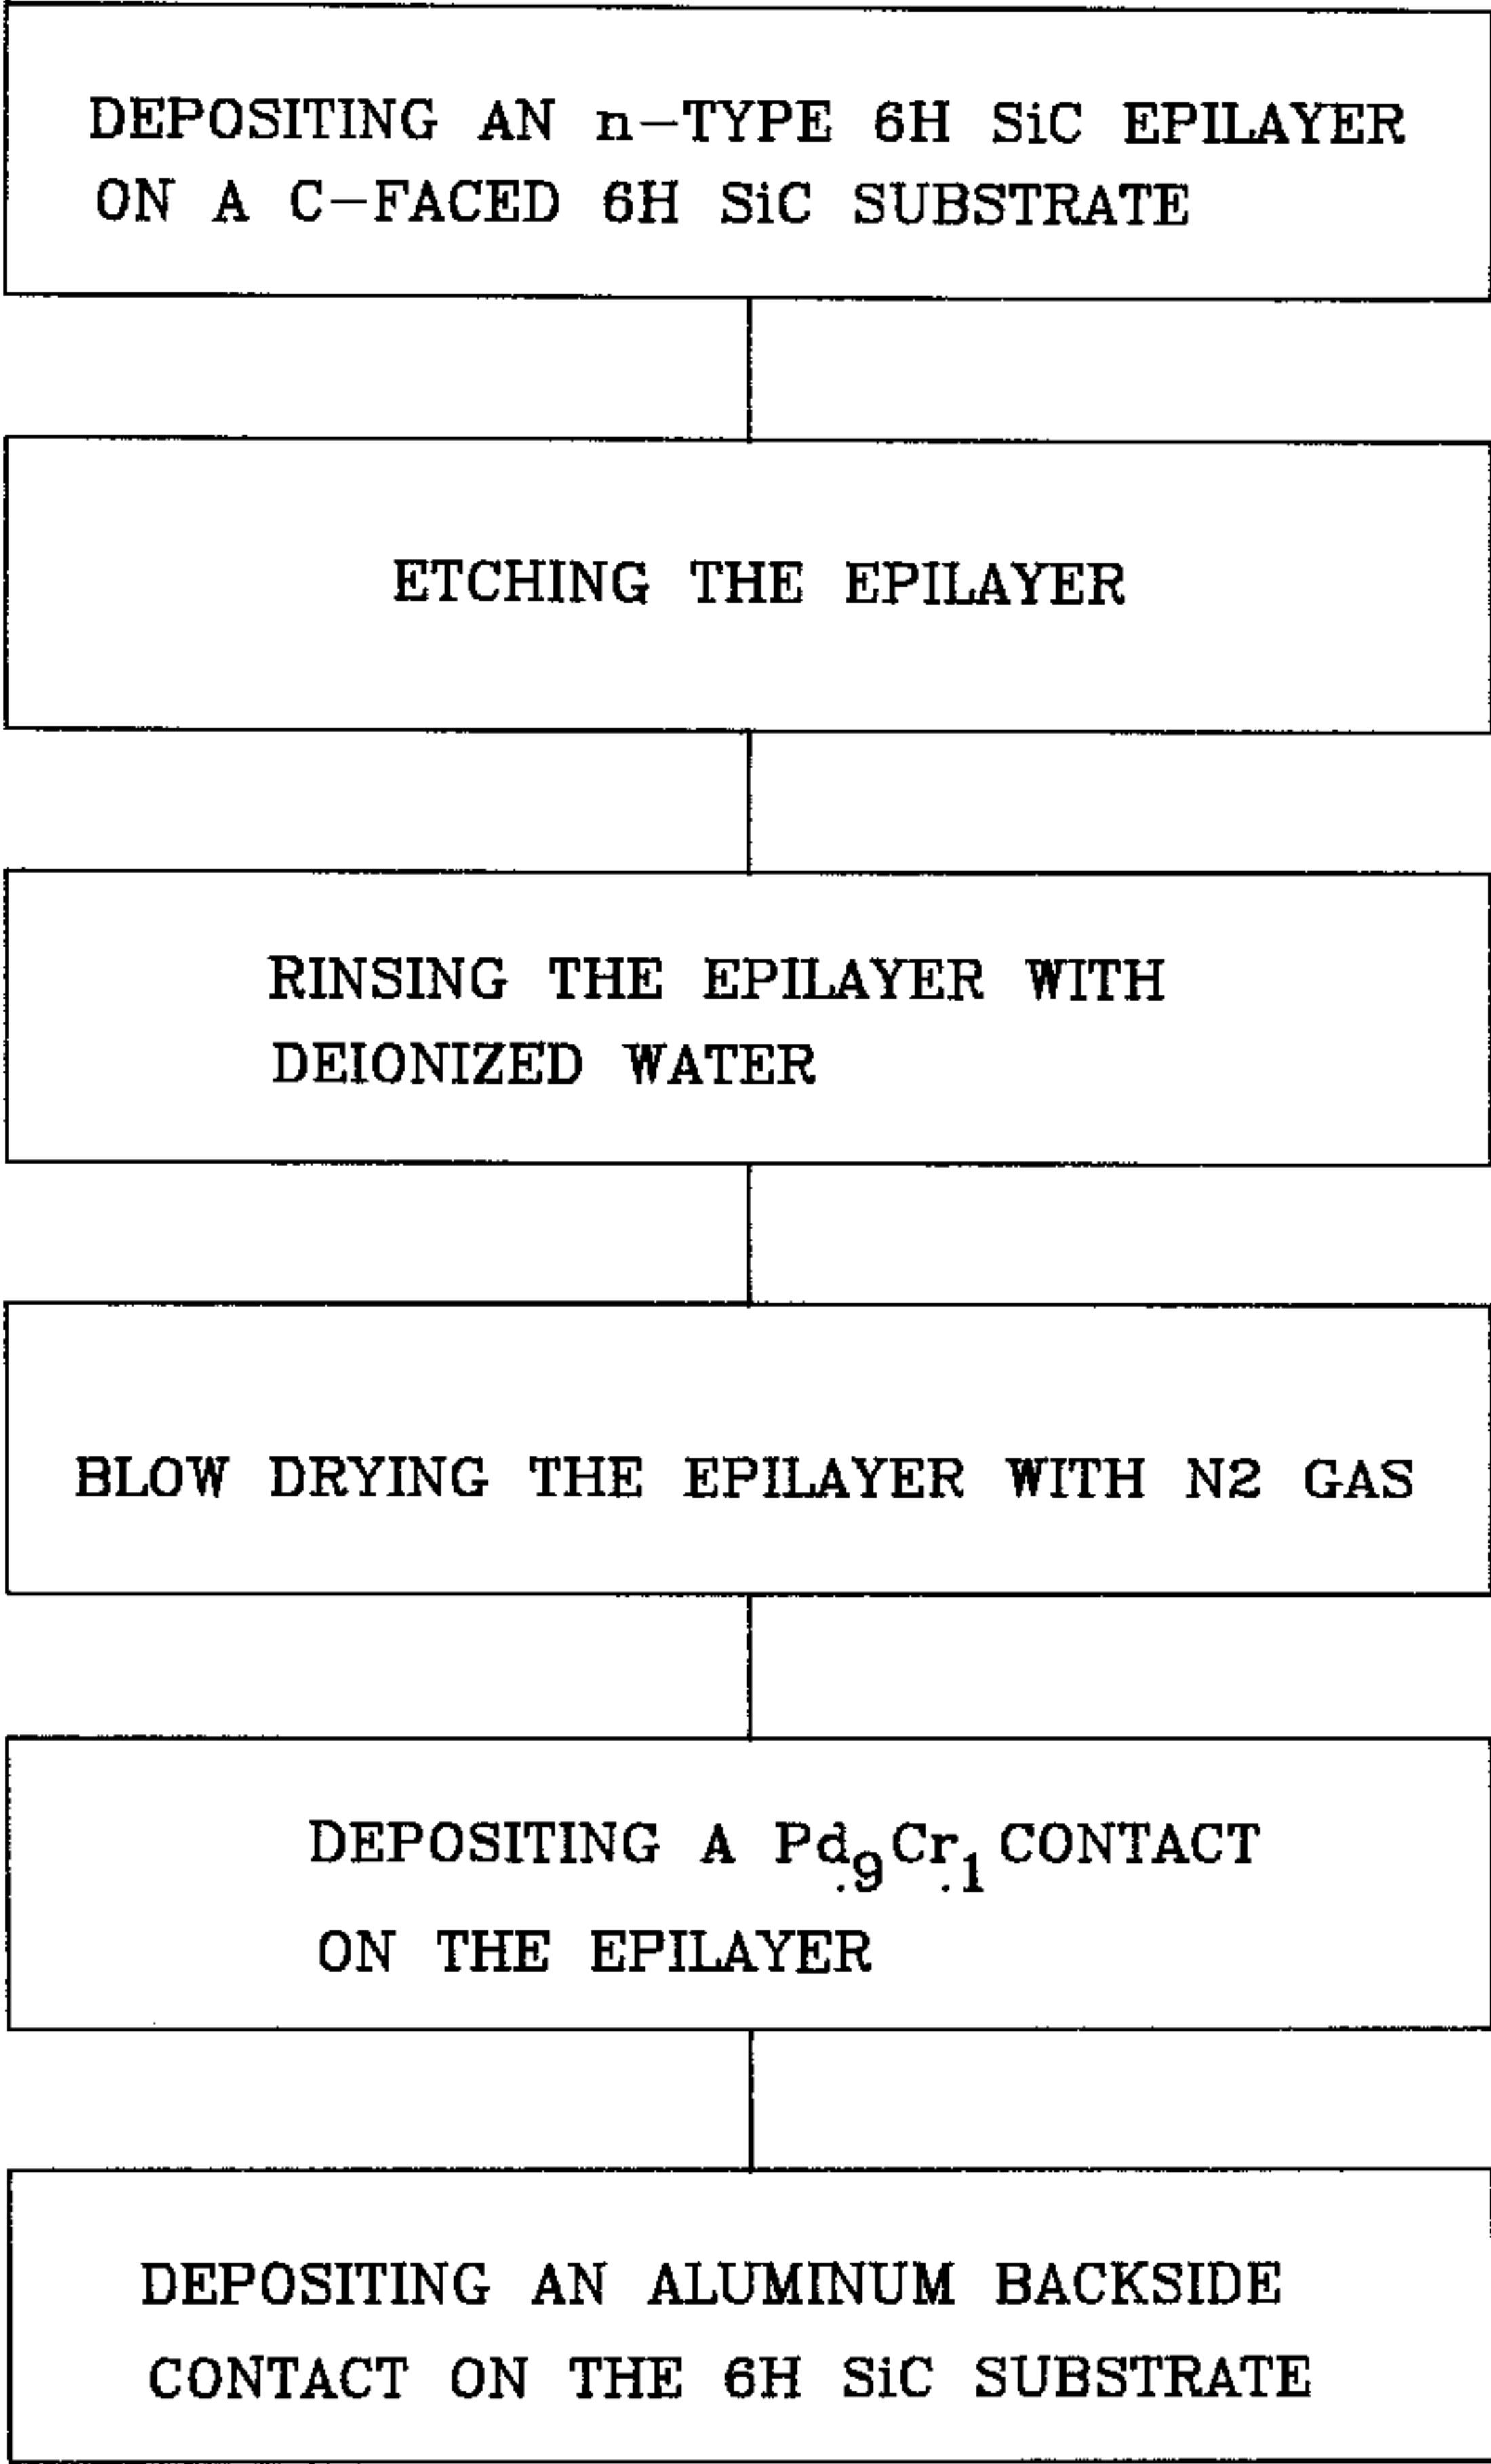 DEPOSITING AN n-TYPE 6H SiC EPILAYER
ON A C-FACED 6H SiC SUBSTRATE
ETCHING THE EPILAYER
RINSING THE EPILAYER WITH
DEIONIZED WATER
BLOW DRYING THE EPILAYER WITH N2 GAS
DEPOSITING A Pd.9Cr.1 CONTACT
ON THE EPILAYER
DEPOSITING AN ALUMINUM BACKSIDE
CONTACT ON THE 6H SiC SUBSTRATE